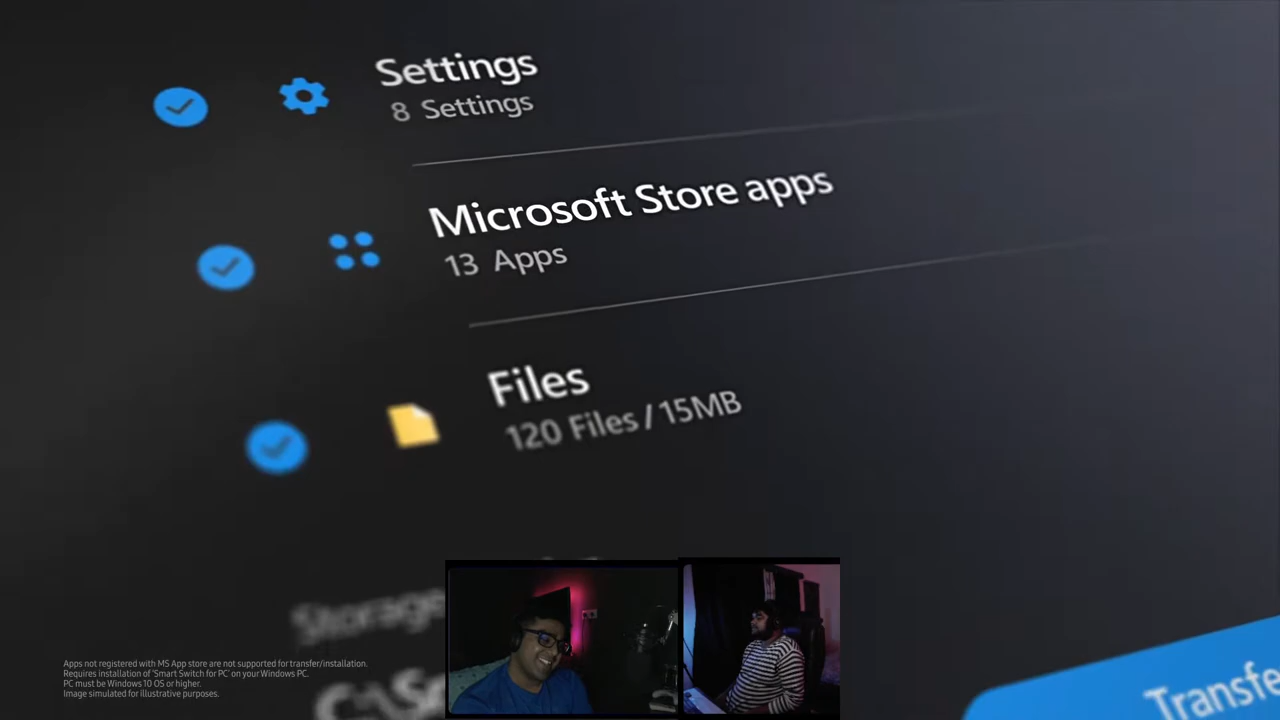 Settings
8 Settings
Microsoft Store apps
13 Apps
Files
120 Files / 15MB
Storage
Transfe
Apps not registered with MS App store are not supported for transfer/installation.
Requires installation of 'Smart Switch for PC' on your Windows PC.
PC must be Windows 10 OS or higher.
Image simulated for illustrative purposes.